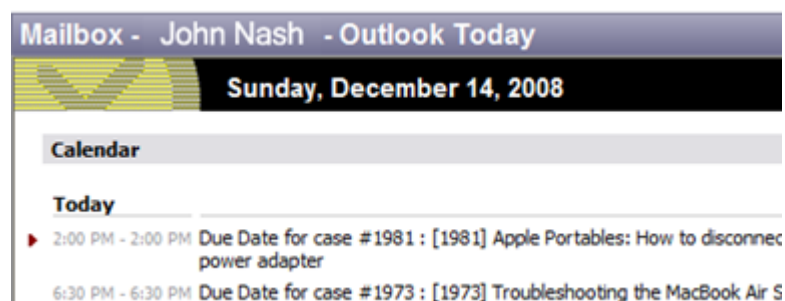 Mailbox - John Nash - Outlook Today
Sunday, December 14, 2008
Calendar
Today
2:00 PM - 2:00 PM Due Date for case #1981 : [1981] Apple Portables: How to disconnec
power adapter
6:30 PM - 6:30 PM Due Date for case #1973 : [1973] Troubleshooting the MacBook Air S